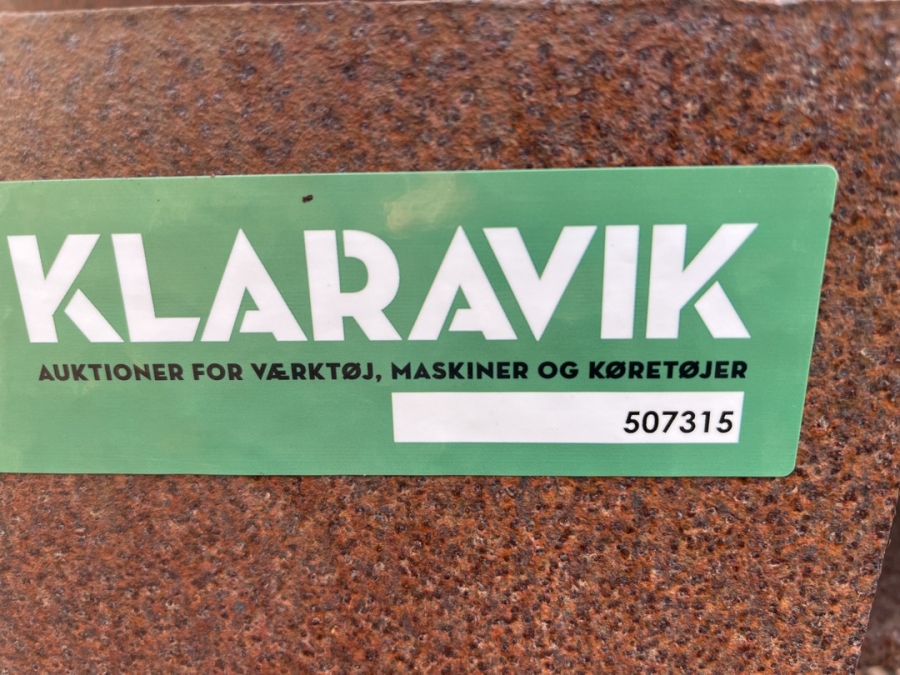 KLARAVIK
AUKTIONER FOR VÆRKTØJ, MASKINER OG KØRETØJER
507315